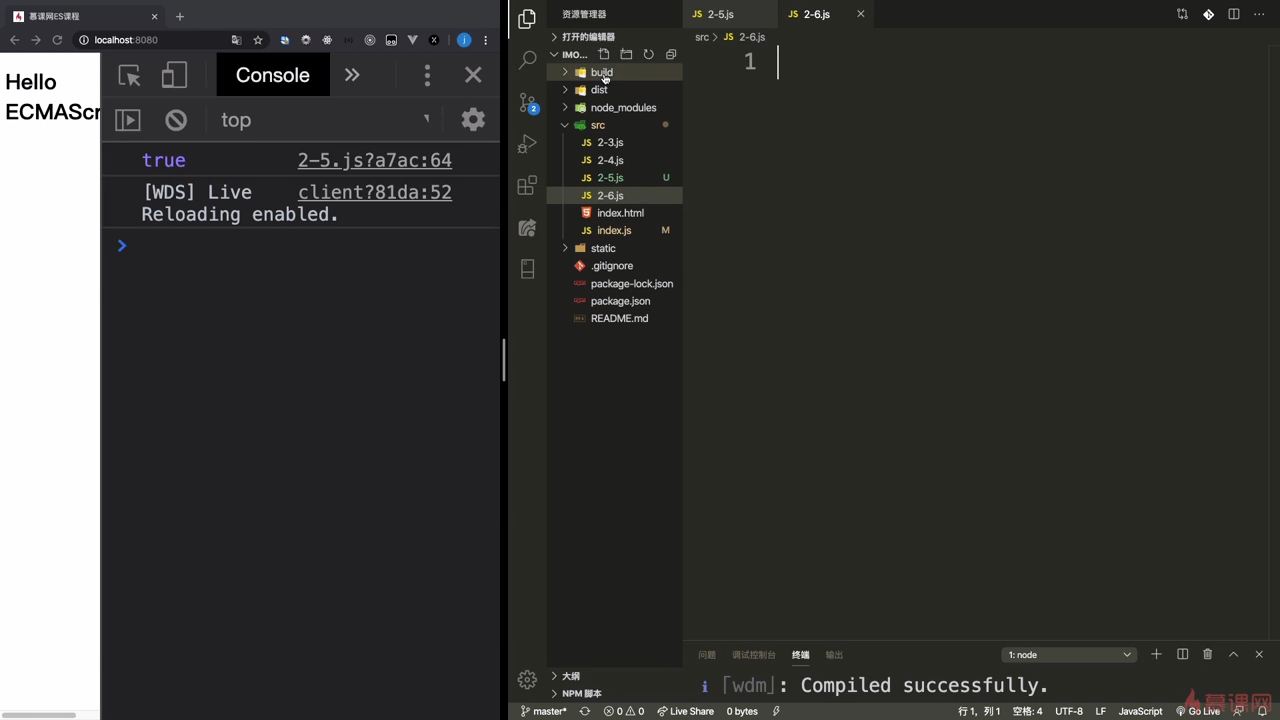 慕课网ES课程
localhost:8080
Hello
ECMAScr
Console
top
true 2-5.js?a7ac:64
[WDS] Live client?81da:52
Reloading enabled.
资源管理器
打开的编辑器
IMO...
build
dist
node_modules
src
2-3.js
2-4.js
2-5.js U
2-6.js
index.html
index.js M
static
.gitignore
package-lock.json
package.json
README.md
大纲
NPM 脚本
2
JS 2-5.js JS 2-6.js
src > JS 2-6.js
1
问题 调试控制台 终端 输出 1: node
i ｢wdm｣: Compiled successfully.
master* 0 0 Live Share 0 bytes 行 1, 列 1 空格: 4 UTF-8 LF JavaScript Go Live
慕课网